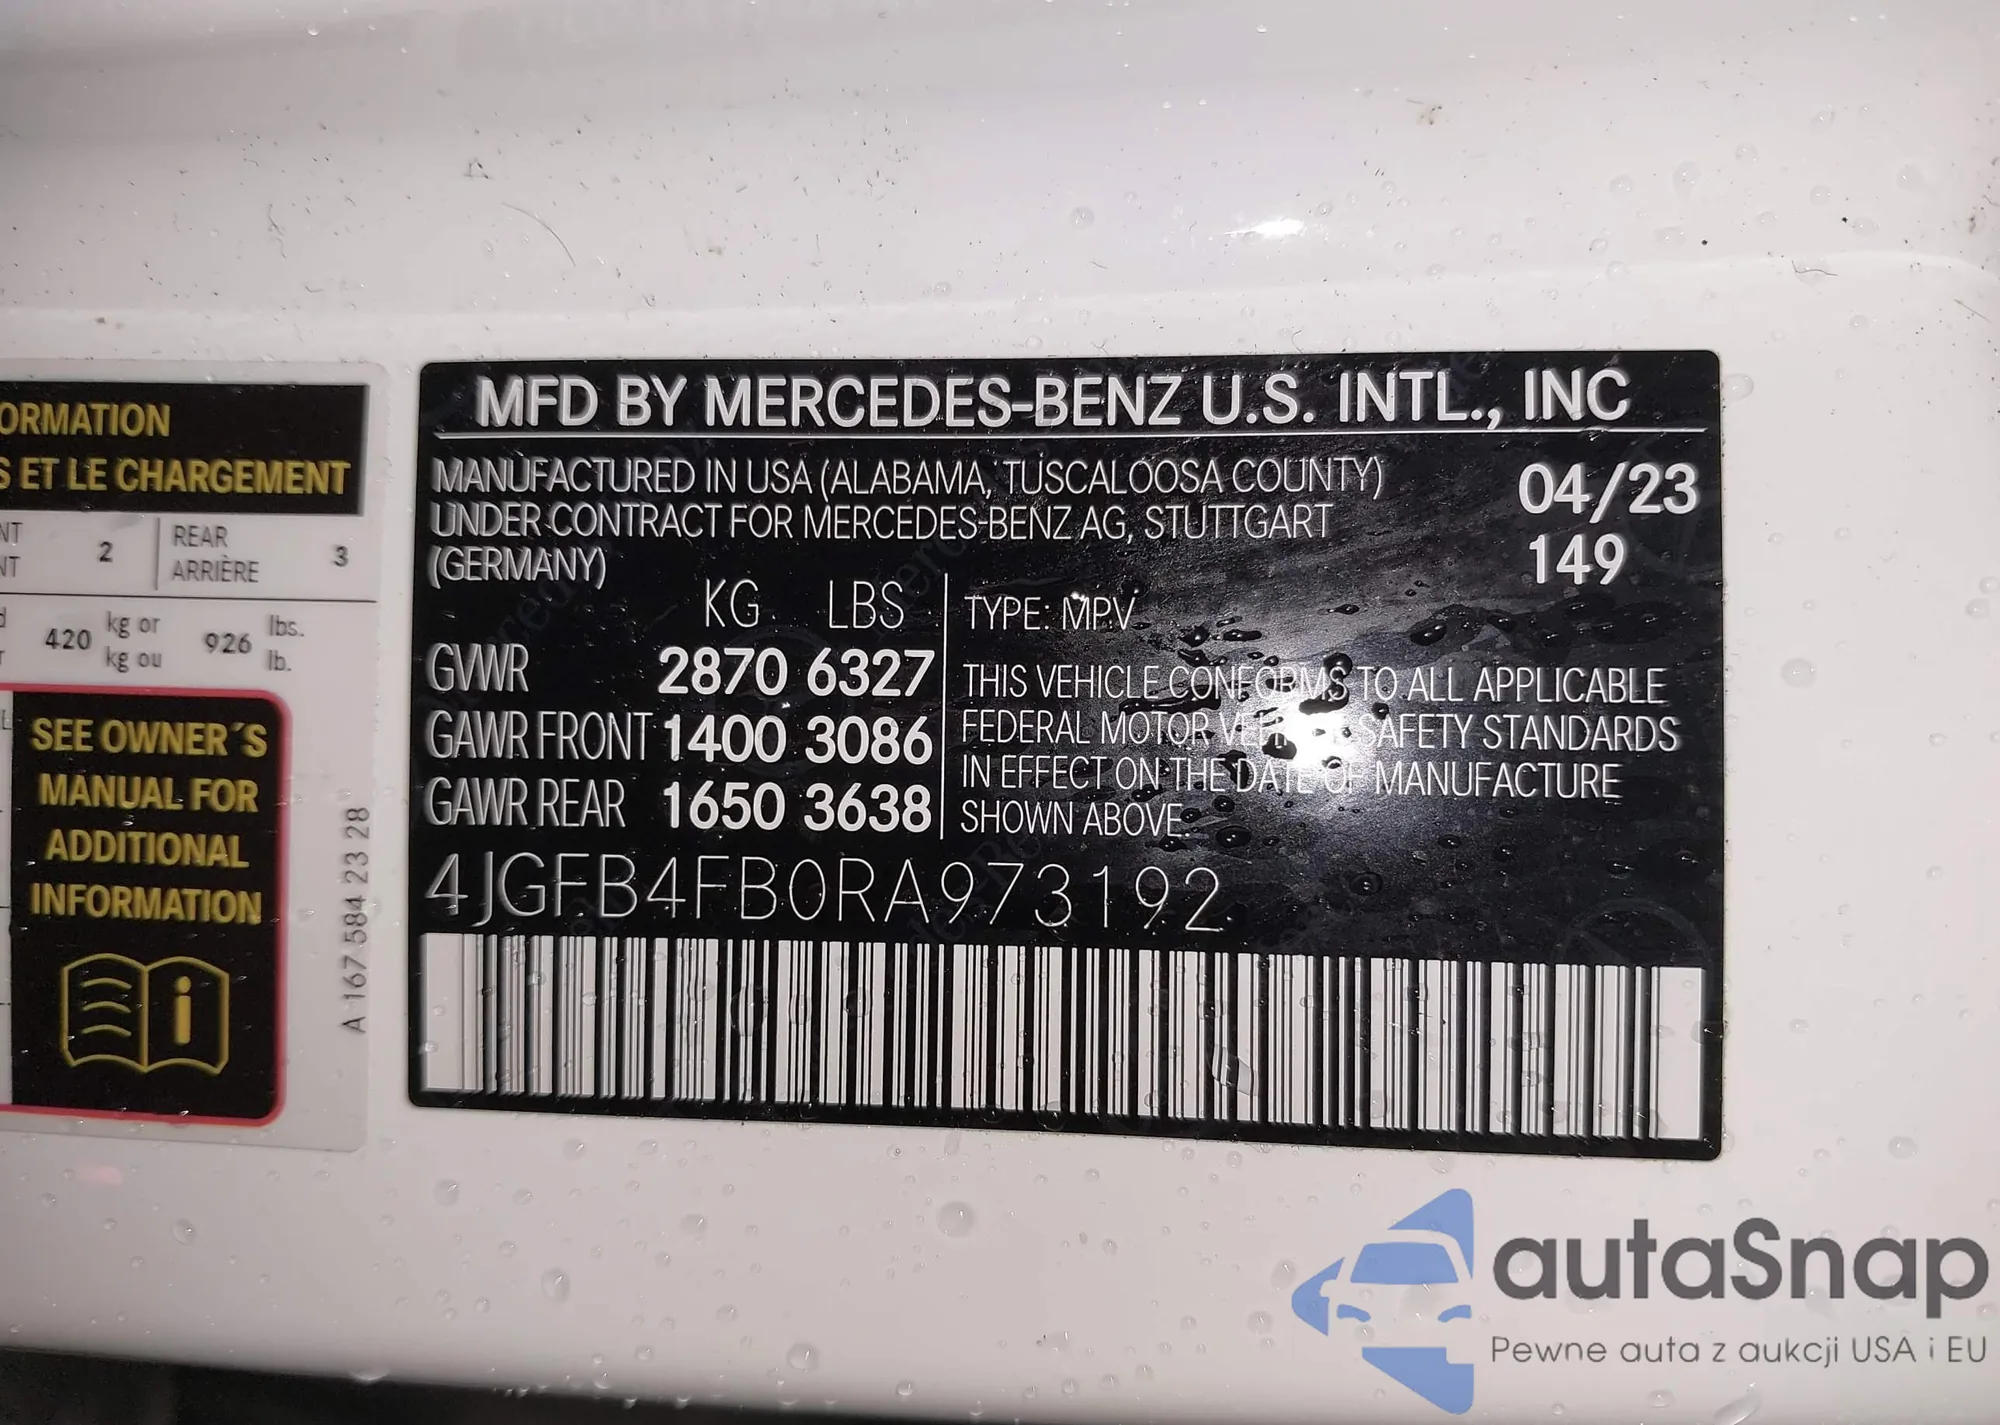 ORMATION
S ET LE CHARGEMENT
NT 2 REAR 3
NT ARRIÈRE
420 kg or 926 lbs.
kg ou lb.
SEE OWNER´S
MANUAL FOR
ADDITIONAL
INFORMATION
A 167 584 23 28
MFD BY MERCEDES-BENZ U.S. INTL., INC
MANUFACTURED IN USA (ALABAMA, TUSCALOOSA COUNTY) 04/23
UNDER CONTRACT FOR MERCEDES-BENZ AG, STUTTGART 149
(GERMANY)
KG LBS
GVWR 2870 6327
GAWR FRONT 1400 3086
GAWR REAR 1650 3638
TYPE: MPV
THIS VEHICLE CONFORMS TO ALL APPLICABLE
FEDERAL MOTOR VEHICLE SAFETY STANDARDS
IN EFFECT ON THE DATE OF MANUFACTURE
SHOWN ABOVE.
4JGFB4FB0RA973192
autaSnap
Pewne auta z aukcji USA i EU